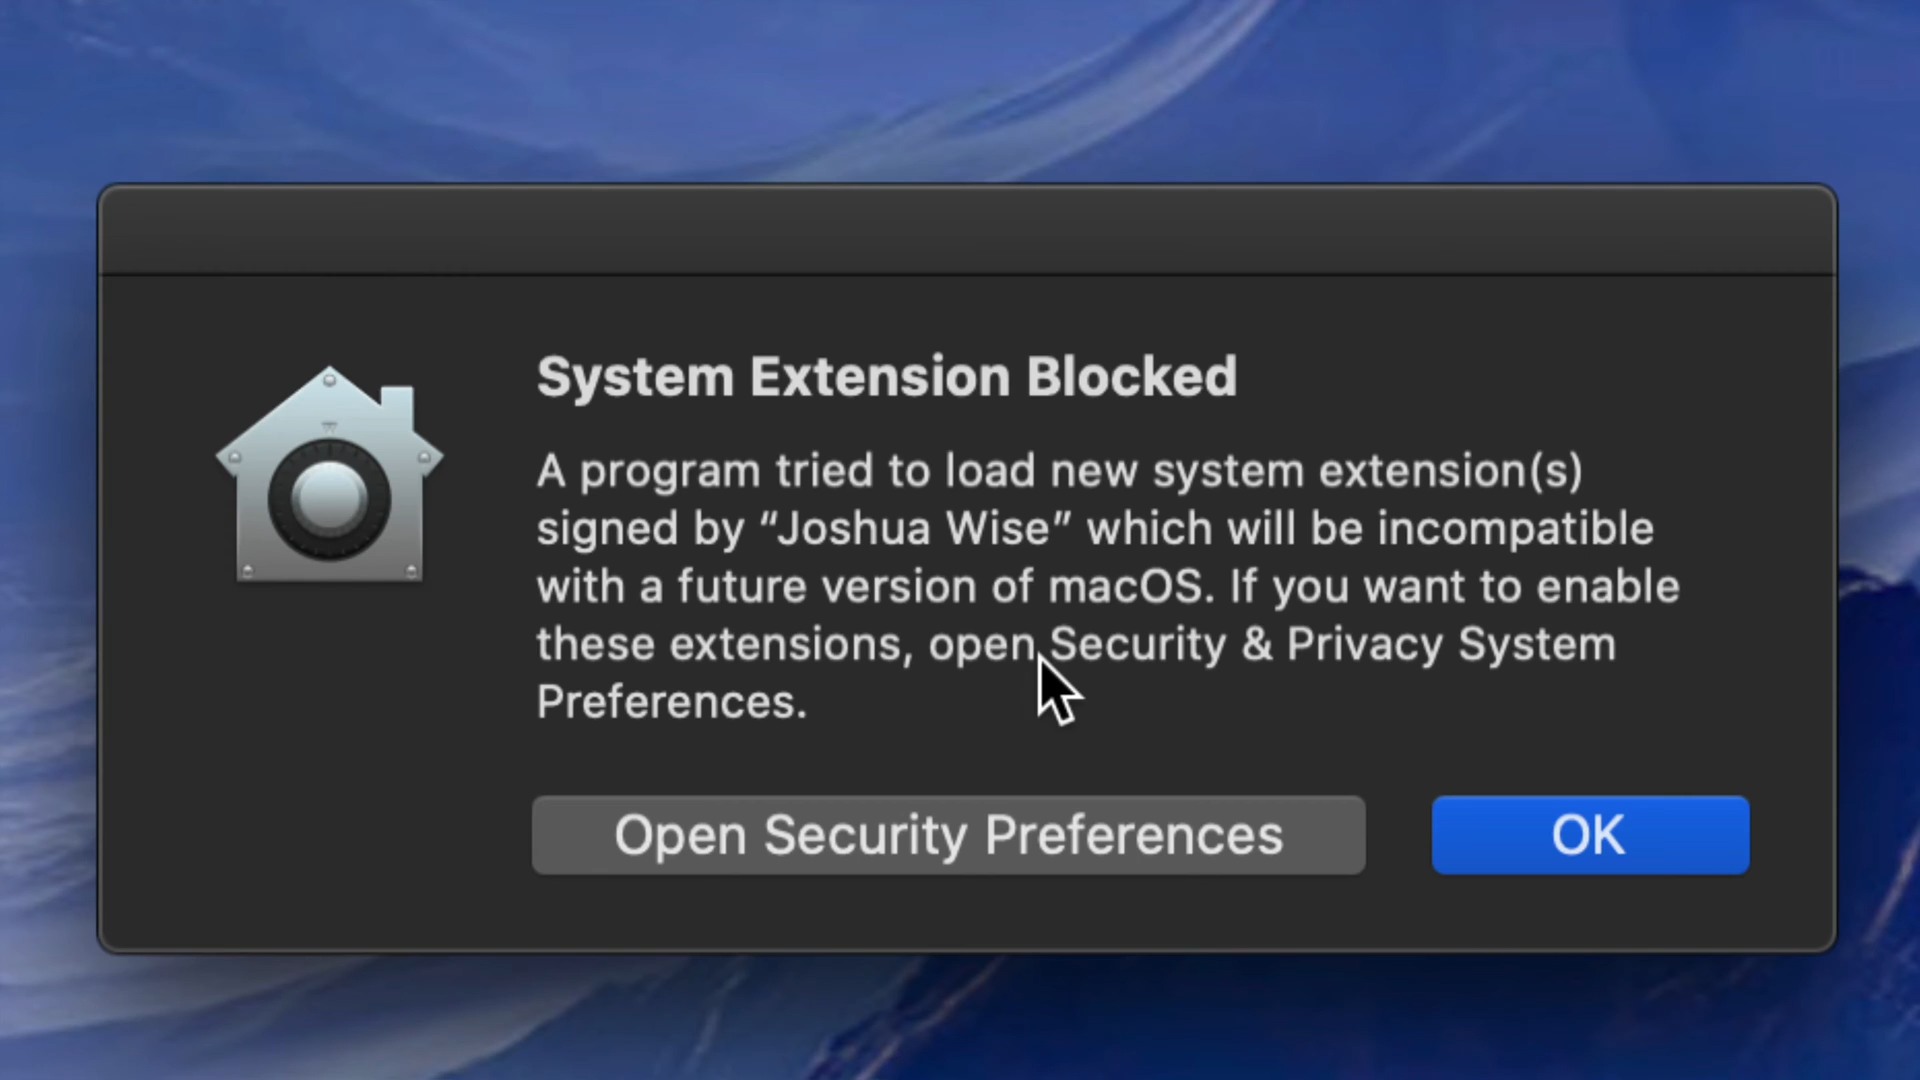 System Extension Blocked
A program tried to load new system extension(s)
signed by “Joshua Wise” which will be incompatible
with a future version of macOS. If you want to enable
these extensions, open Security & Privacy System
Preferences.
Open Security Preferences
OK